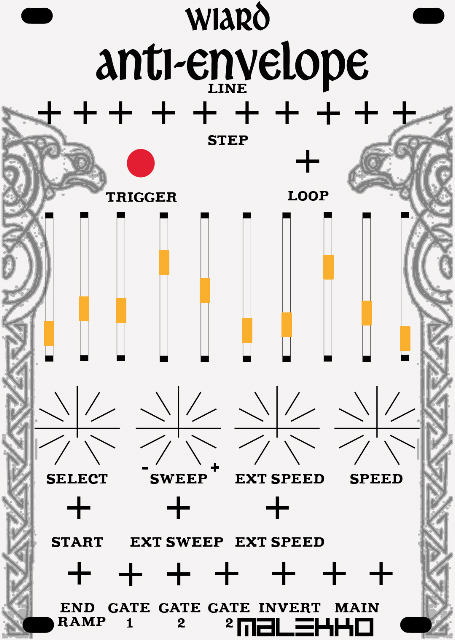 WIARD
anti-envelope
LINE
STEP
TRIGGER LOOP
- +
SELECT SWEEP EXT SPEED SPEED
START EXT SWEEP EXT SPEED
END GATE GATE GATE INVERT MAIN
RAMP 1 2 2 MALEKKO